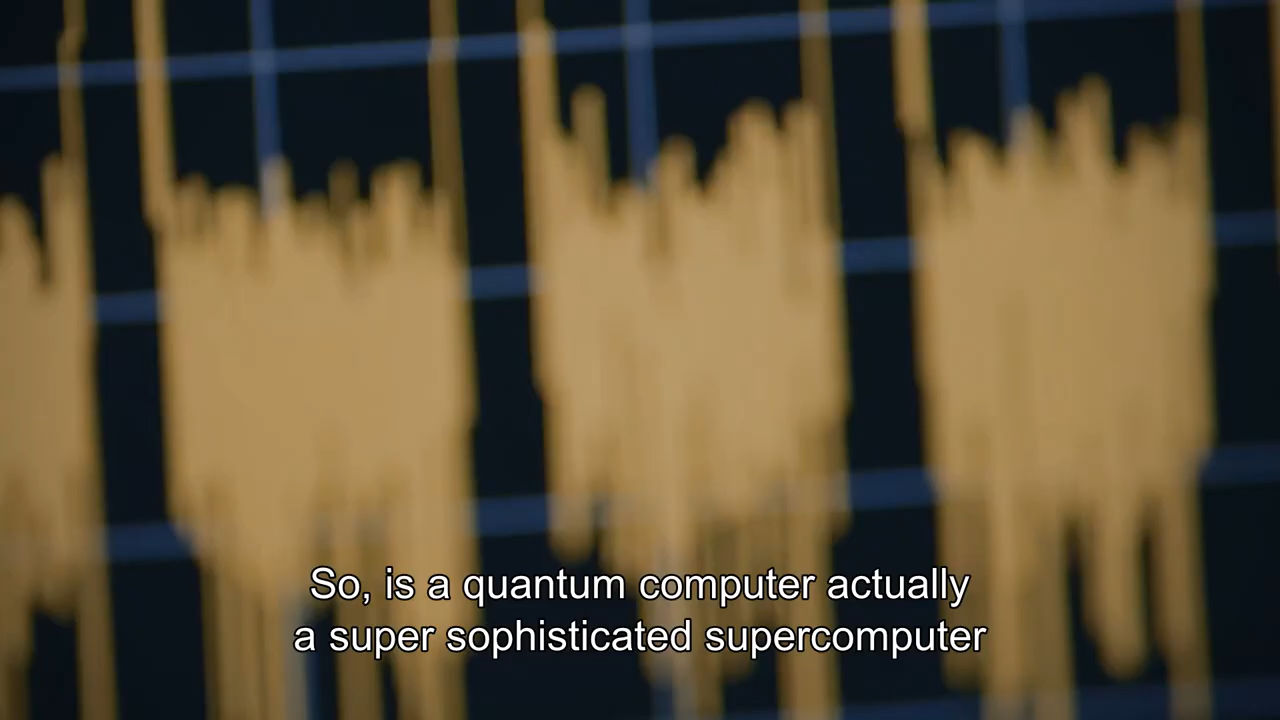 So, is a quantum computer actually
a super sophisticated supercomputer